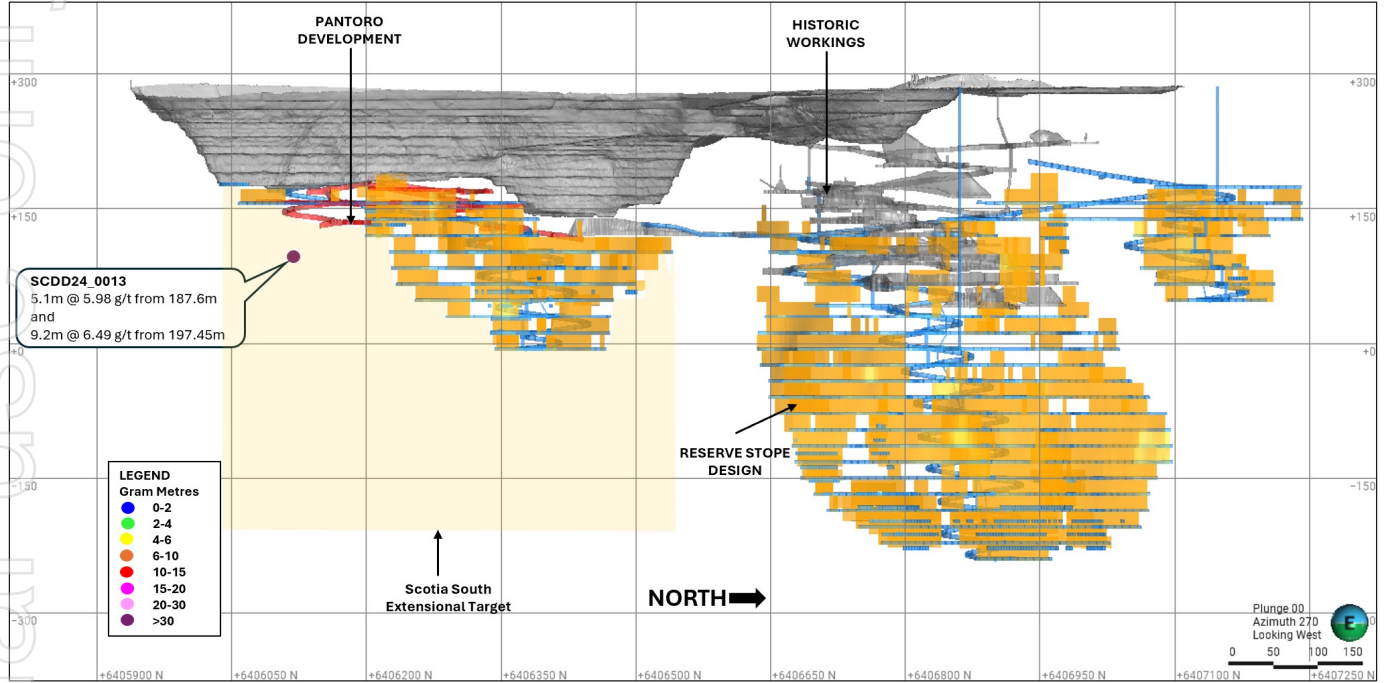 PANTORO
DEVELOPMENT
HISTORIC
WORKINGS
+300
+300
+150
+150
SCDD24_0013
5.1m @ 5.98 g/t from 187.6m
and
9.2m @ 6.49 g/t from 197.45m
+0
+0
RESERVE STOPE
DESIGN
LEGEND
Gram Metres
0-2
2-4
4-6
6-10
10-15
15-20
20-30
>30
-150
-150
Scotia South
Extensional Target
NORTH
-300
Plunge 00
Azimuth 270
Looking West
E
0 50 100 150
+6405900 N +6406050 N +6406200 N +6406350 N +6406500 N +6406650 N +6406800 N +6406950 N +6407100 N +6407250 N